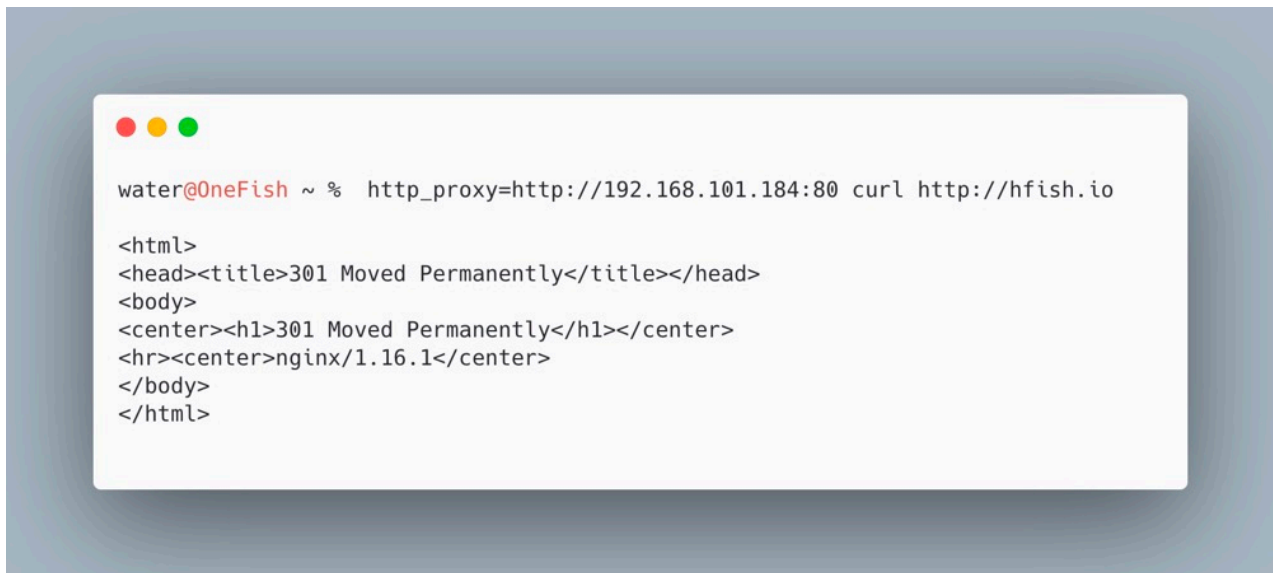 water@OneFish ~ %  http_proxy=http://192.168.101.184:80 curl http://hfish.io
<html>
<head><title>301 Moved Permanently</title></head>
<body>
<center><h1>301 Moved Permanently</h1></center>
<hr><center>nginx/1.16.1</center>
</body>
</html>